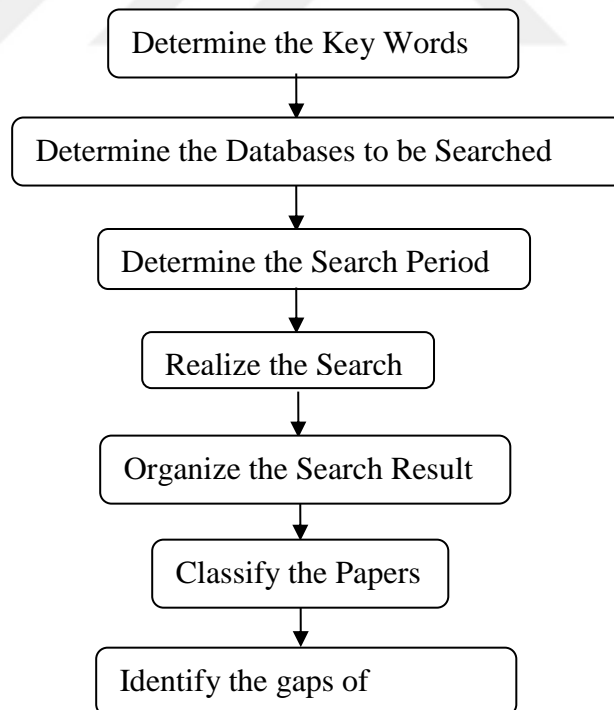 Determine the Key Words
Determine the Databases to be Searched
Determine the Search Period
Realize the Search
Organize the Search Result
Classify the Papers
Identify the gaps of